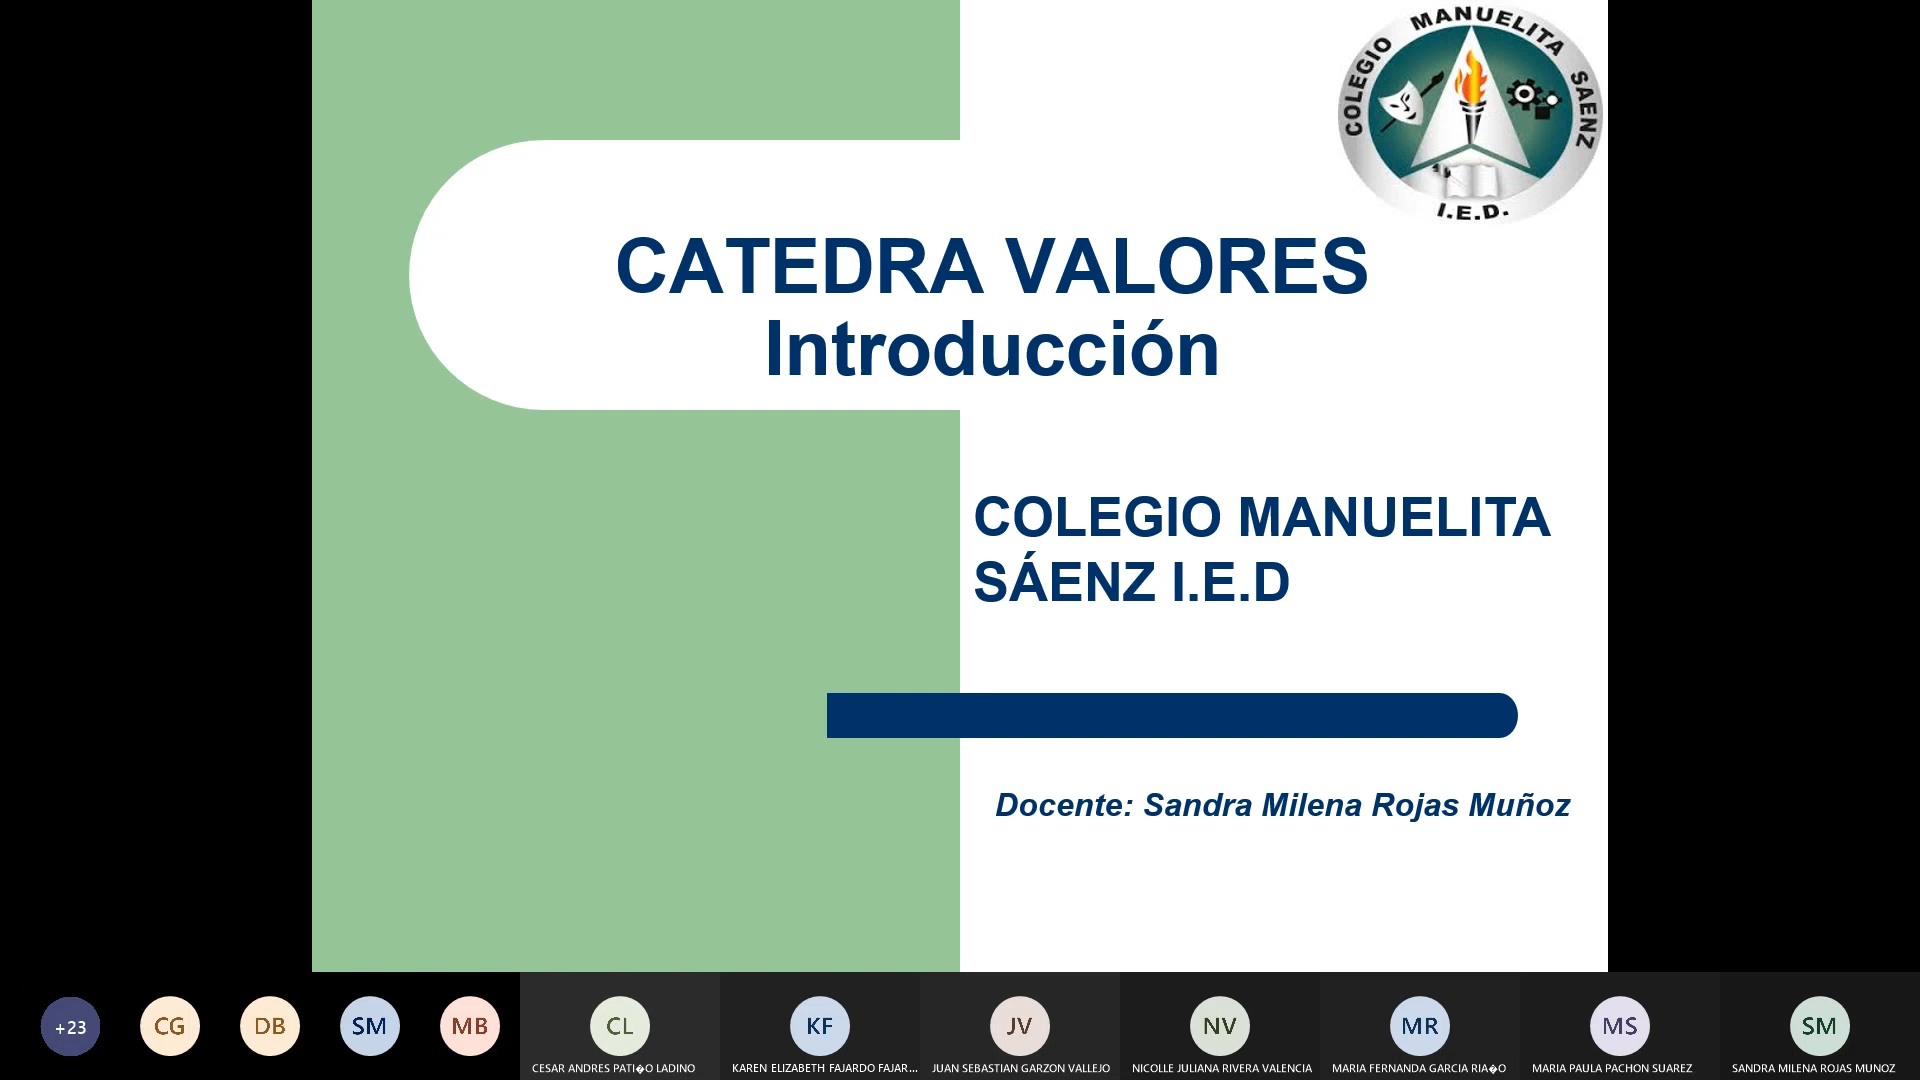 COLEGIO MANUELITA SAENZ
I.E.D.
CATEDRA VALORES
Introducción
COLEGIO MANUELITA
SÁENZ I.E.D
Docente: Sandra Milena Rojas Muñoz
+23
CG
DB
SM
MB
CL
KF
JV
NV
MR
MS
SM
CESAR ANDRES PATI�O LADINO
KAREN ELIZABETH FAJARDO FAJAR...
JUAN SEBASTIAN GARZON VALLEJO
NICOLLE JULIANA RIVERA VALENCIA
MARIA FERNANDA GARCIA RIA�O
MARIA PAULA PACHON SUAREZ
SANDRA MILENA ROJAS MUNOZ